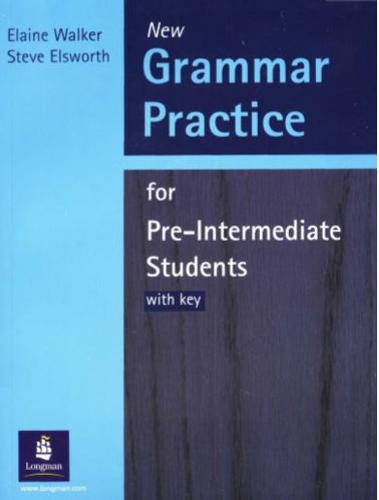 Elaine Walker
Steve Elsworth
New
Grammar
Practice
for
Pre-Intermediate
Students
with key
Longman
www.longman.com